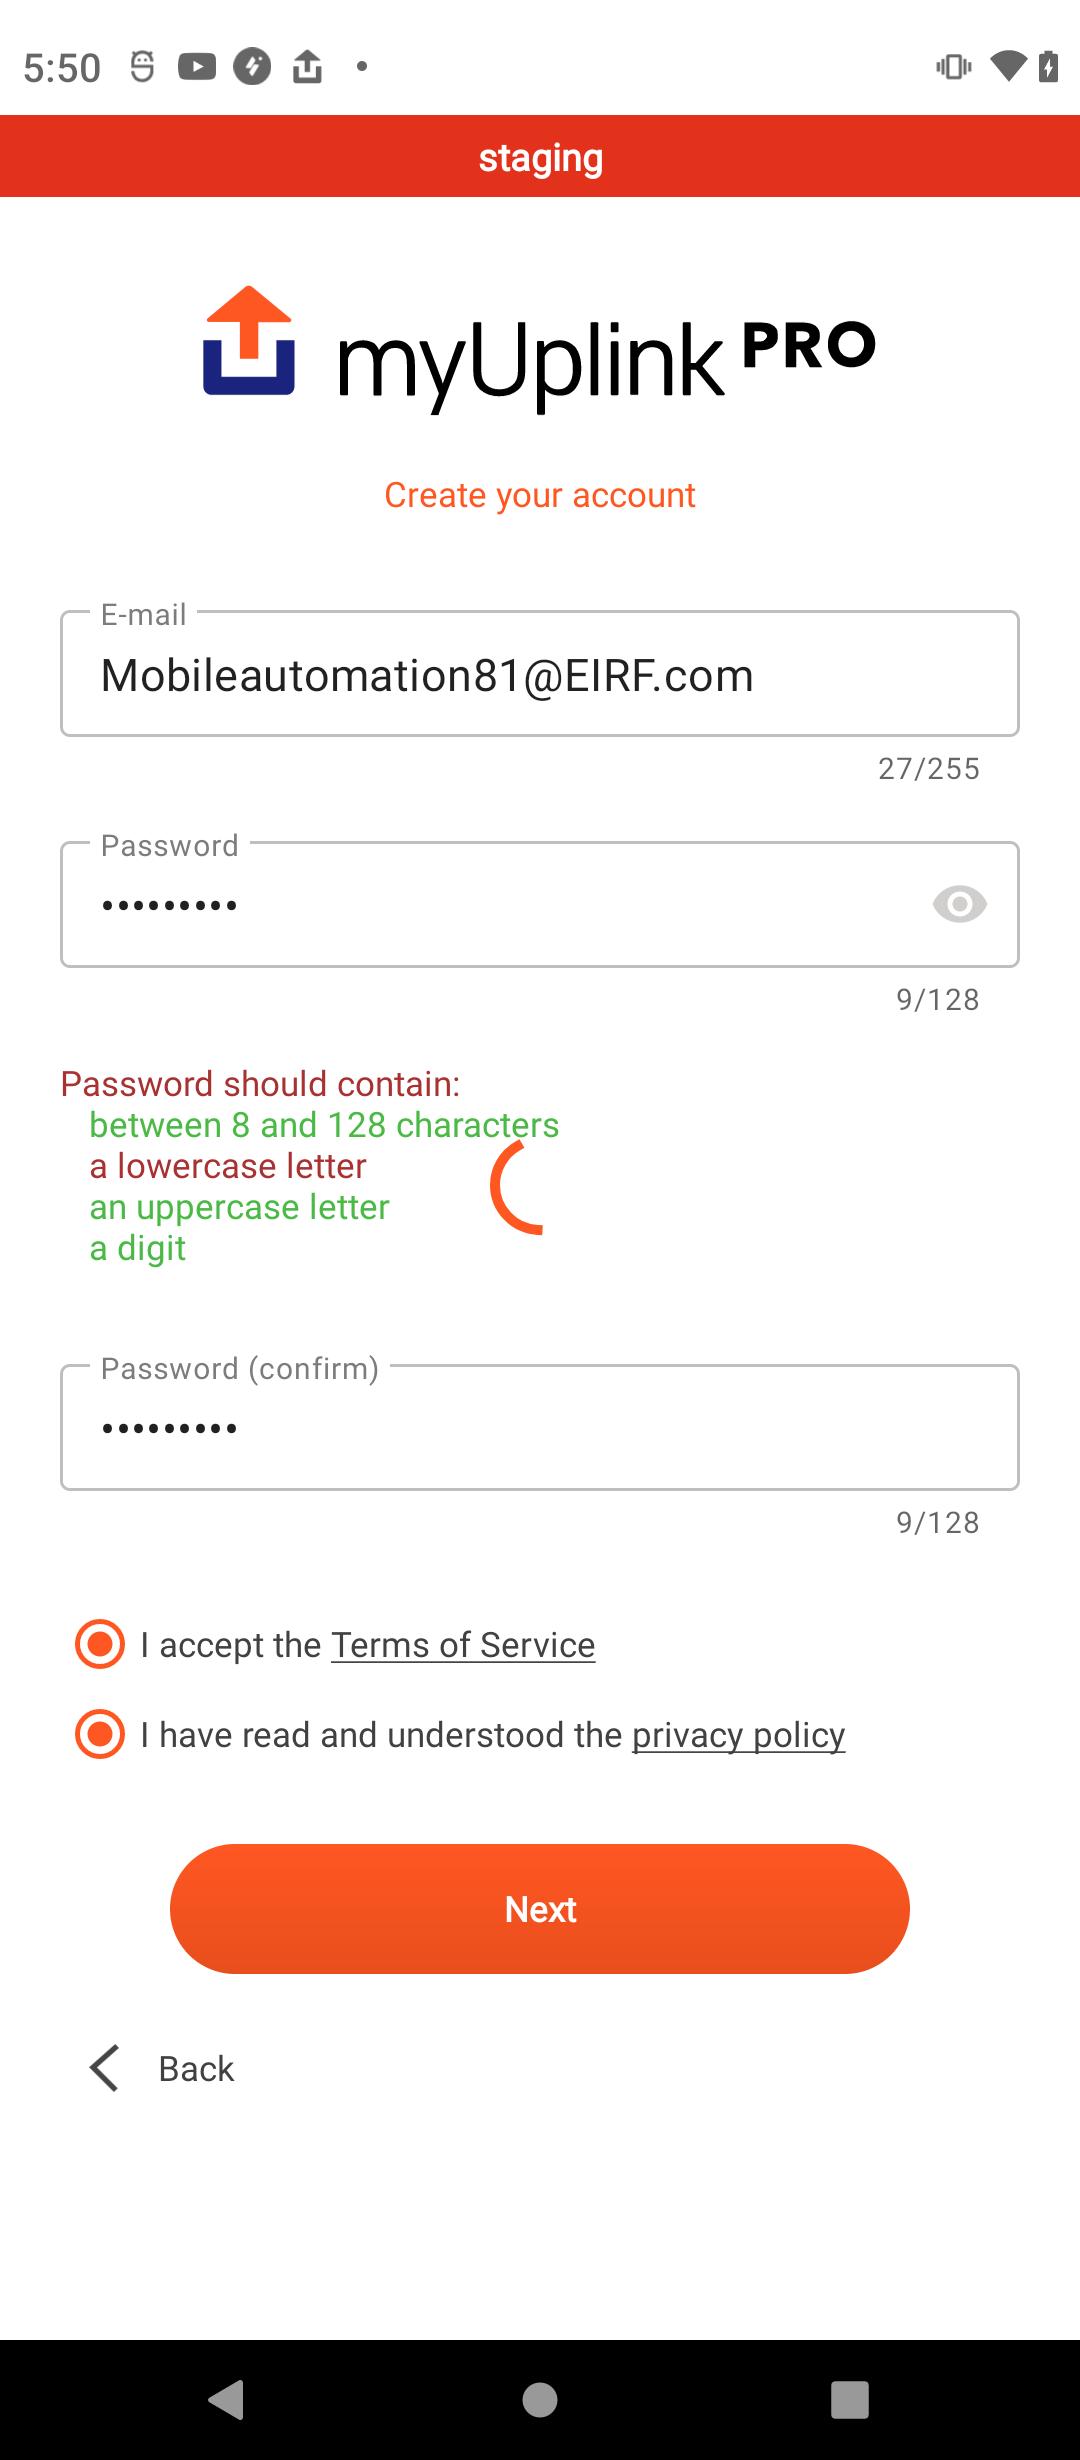 5:50
staging
myUplink PRO
Create your account
E-mail
Mobileautomation81@EIRF.com
27/255
Password
•••••••••
9/128
Password should contain:
between 8 and 128 characters
a lowercase letter
an uppercase letter
a digit
Password (confirm)
•••••••••
9/128
I accept the Terms of Service
I have read and understood the privacy policy
Next
Back